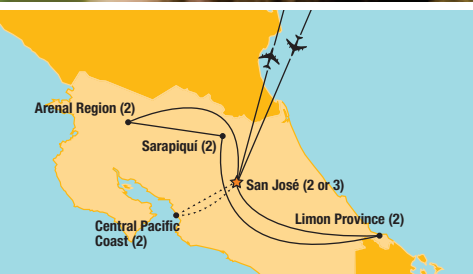 Arenal Region (2)
Sarapiquí (2)
San José (2 or 3)
Limon Province (2)
Central Pacific
Coast (2)